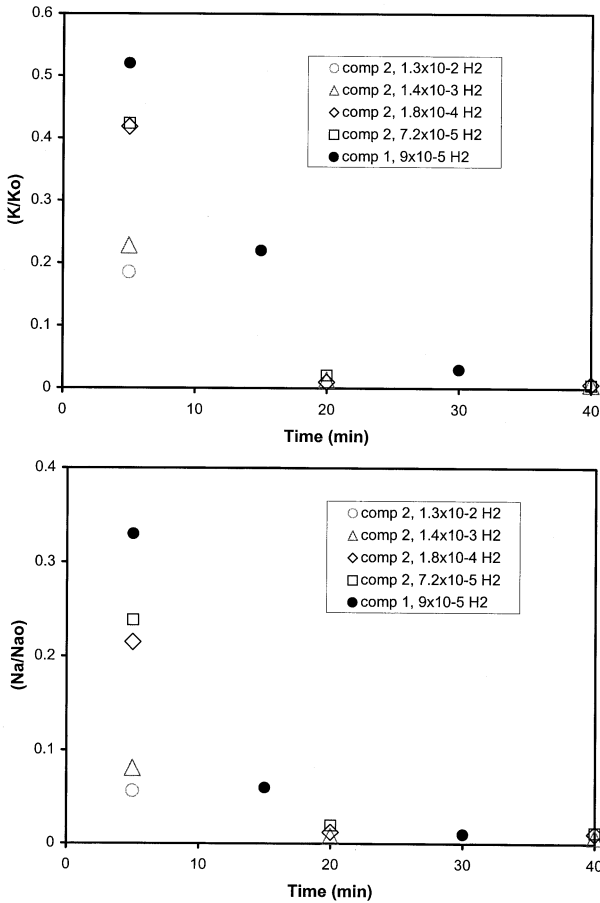 0.6
0.5
0.4
0.3
0.2
0.1
0
(K/Ko)
comp 2, 1.3x10-2 H2
comp 2, 1.4x10-3 H2
comp 2, 1.8x10-4 H2
comp 2, 7.2x10-5 H2
comp 1, 9x10-5 H2
0 10 20 30 40
Time (min)
0.4
0.3
0.2
0.1
0
(Na/Nao)
comp 2, 1.3x10-2 H2
comp 2, 1.4x10-3 H2
comp 2, 1.8x10-4 H2
comp 2, 7.2x10-5 H2
comp 1, 9x10-5 H2
0 10 20 30 40
Time (min)